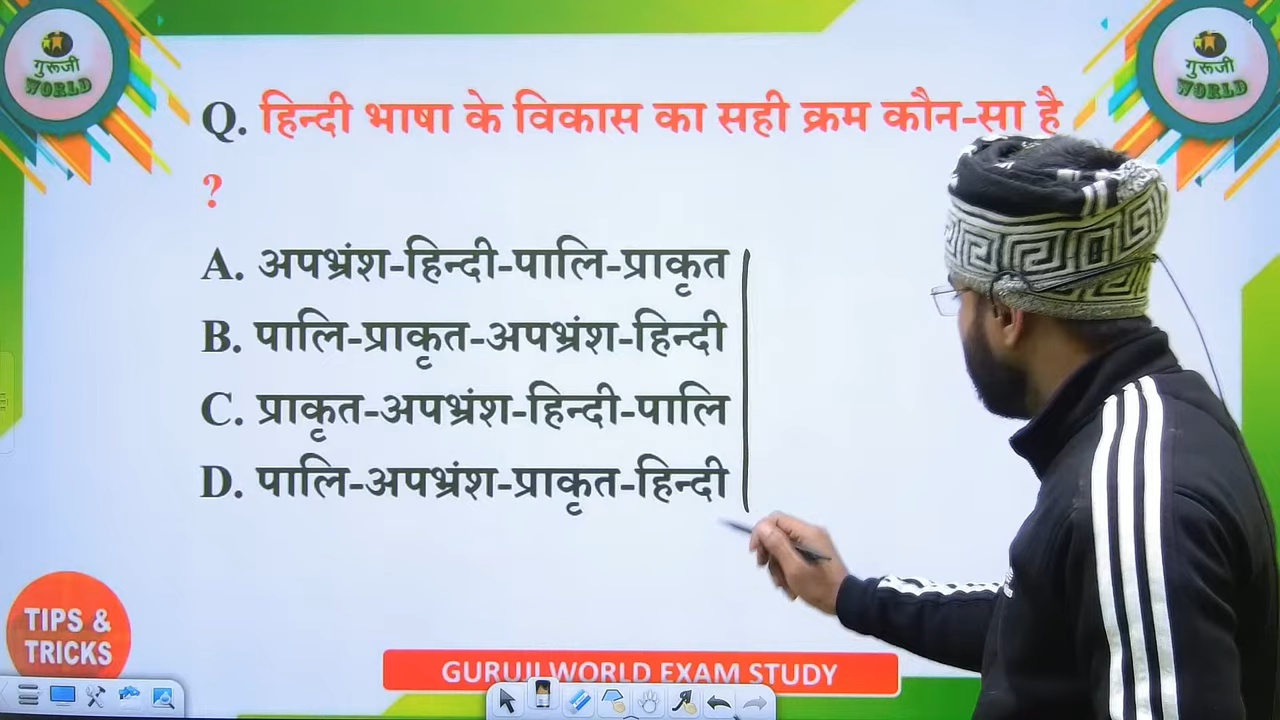 गुरूजी
WORLD
गुरूजी
WORLD
Q. हिन्दी भाषा के विकास का सही क्रम कौन-सा है
?
A. अपभ्रंश-हिन्दी-पालि-प्राकृत
B. पालि-प्राकृत-अपभ्रंश-हिन्दी
C. प्राकृत-अपभ्रंश-हिन्दी-पालि
D. पालि-अपभ्रंश-प्राकृत-हिन्दी
TIPS &
TRICKS
GURUJI WORLD EXAM STUDY